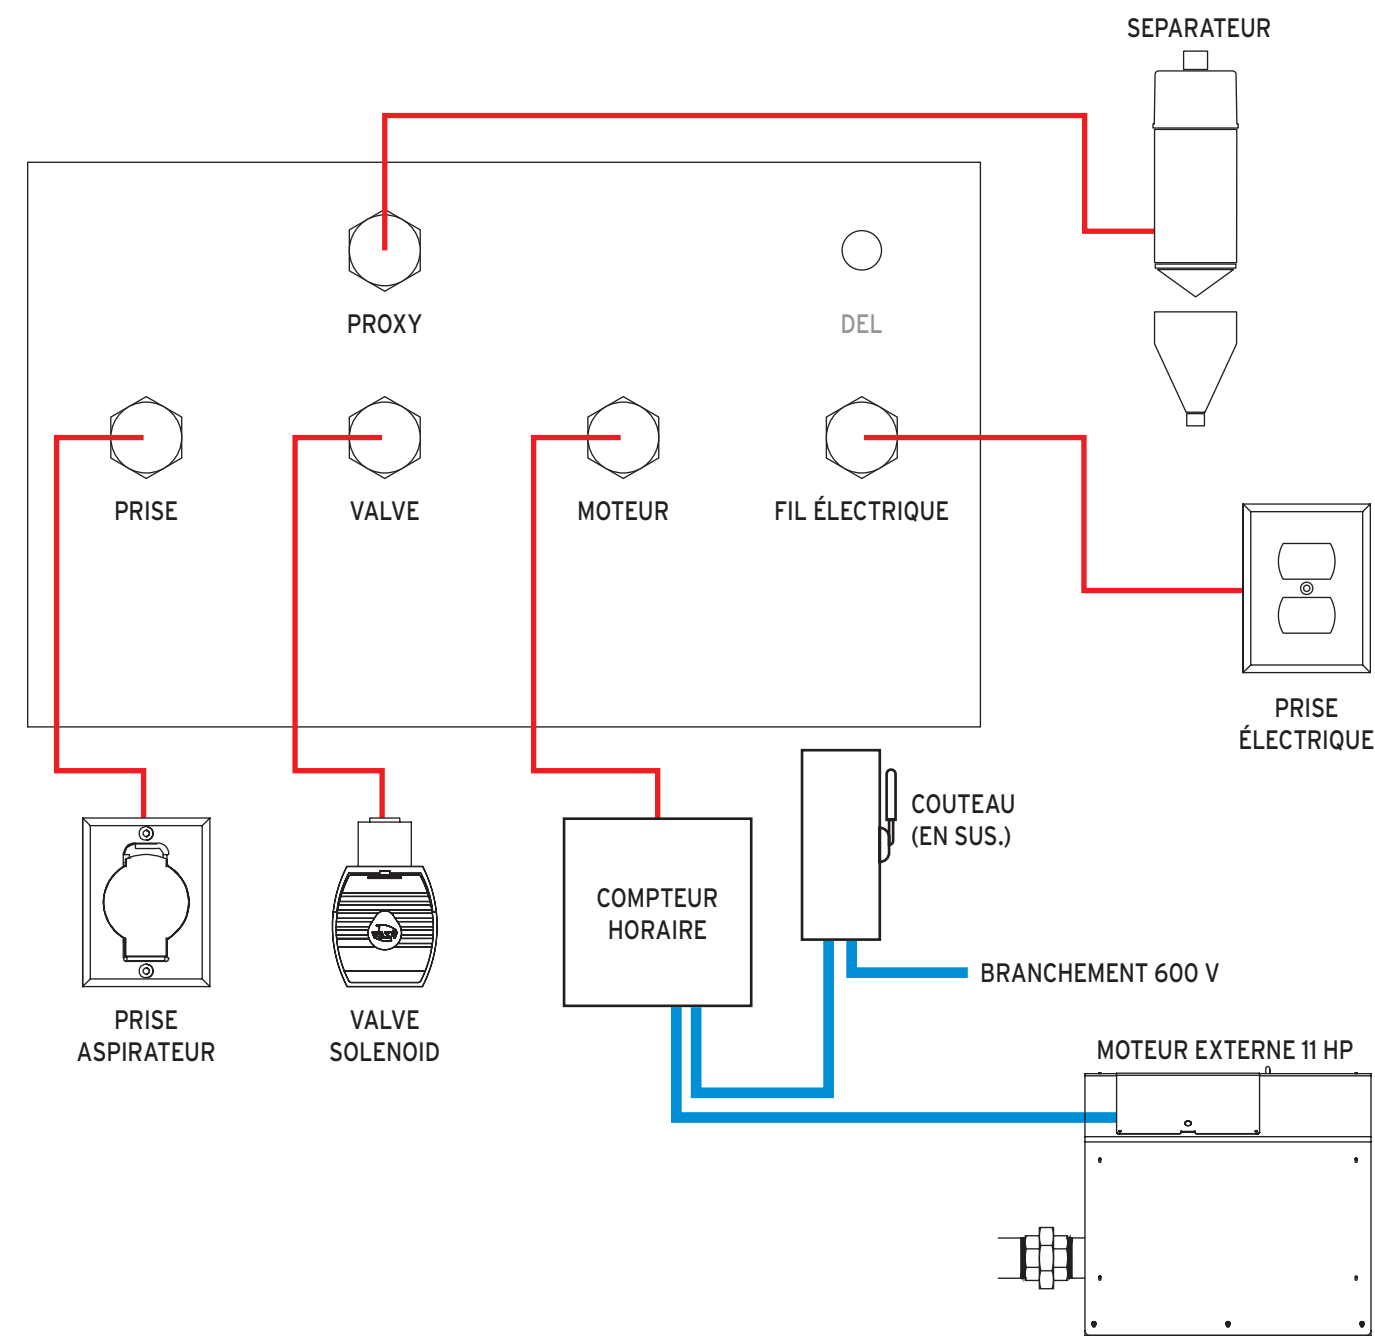 SEPARATEUR
PROXY
DEL
PRISE
VALVE
MOTEUR
FIL ÉLECTRIQUE
PRISE
ÉLECTRIQUE
COUTEAU
(EN SUS.)
COMPTEUR
HORAIRE
BRANCHEMENT 600 V
PRISE
ASPIRATEUR
VALVE
SOLENOID
MOTEUR EXTERNE 11 HP